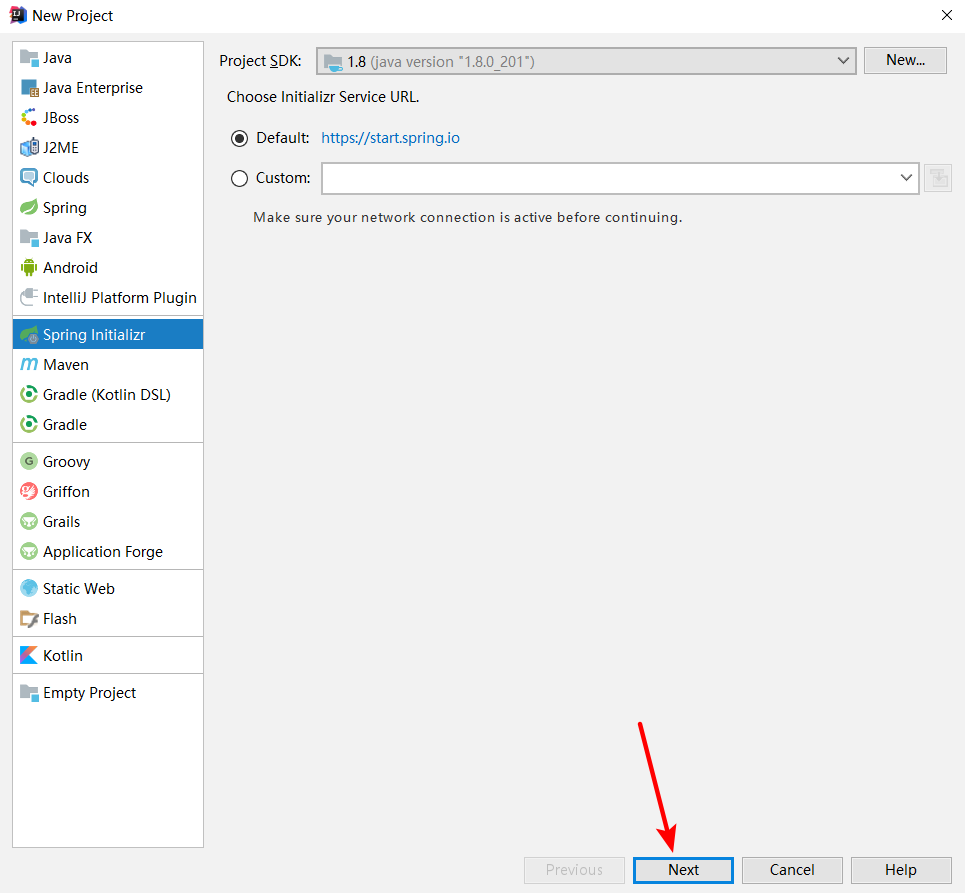 New Project
Java
Java Enterprise
JBoss
J2ME
Clouds
Spring
Java FX
Android
IntelliJ Platform Plugin
Spring Initializr
Maven
Gradle (Kotlin DSL)
Gradle
Groovy
Griffon
Grails
Application Forge
Static Web
Flash
Kotlin
Empty Project
Project SDK: 1.8 (java version "1.8.0_201") New...
Choose Initializr Service URL.
Default: https://start.spring.io
Custom:
Make sure your network connection is active before continuing.
Previous Next Cancel Help